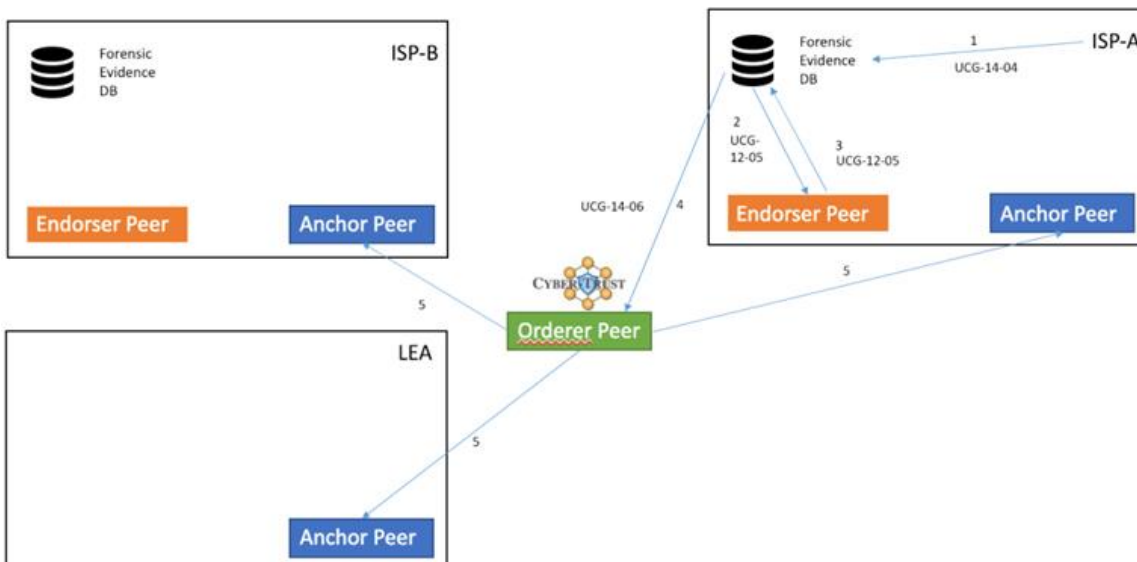 ISP-B
Forensic
Evidence
DB
Endorser Peer
Anchor Peer
ISP-A
Forensic
Evidence
DB
1
UCG-14-04
2
UCG-
12-05
3
UCG-12-05
Endorser Peer
Anchor Peer
UCG-14-06
4
5
5
CYBER-TRUST
Orderer Peer
LEA
5
Anchor Peer